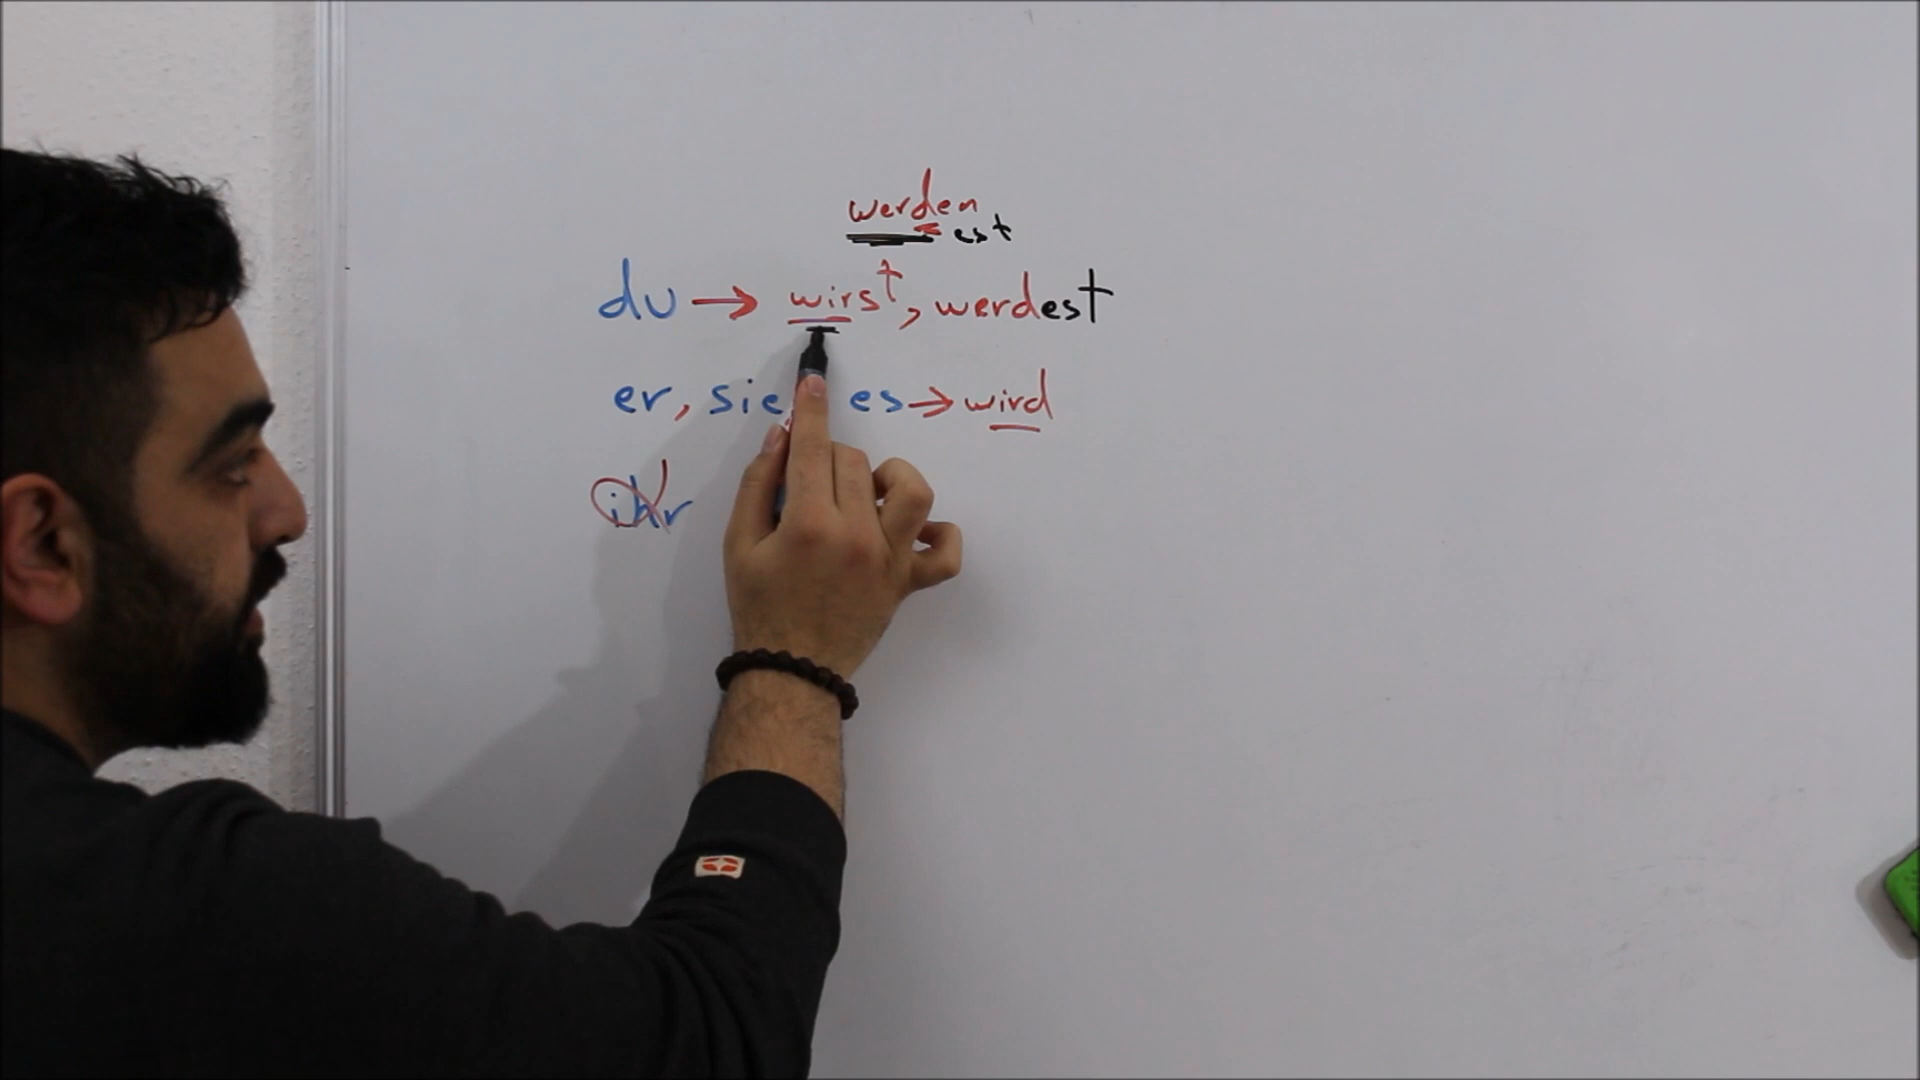 werden
est
du → wirst, werdest
er, sie, es → wird
ihr